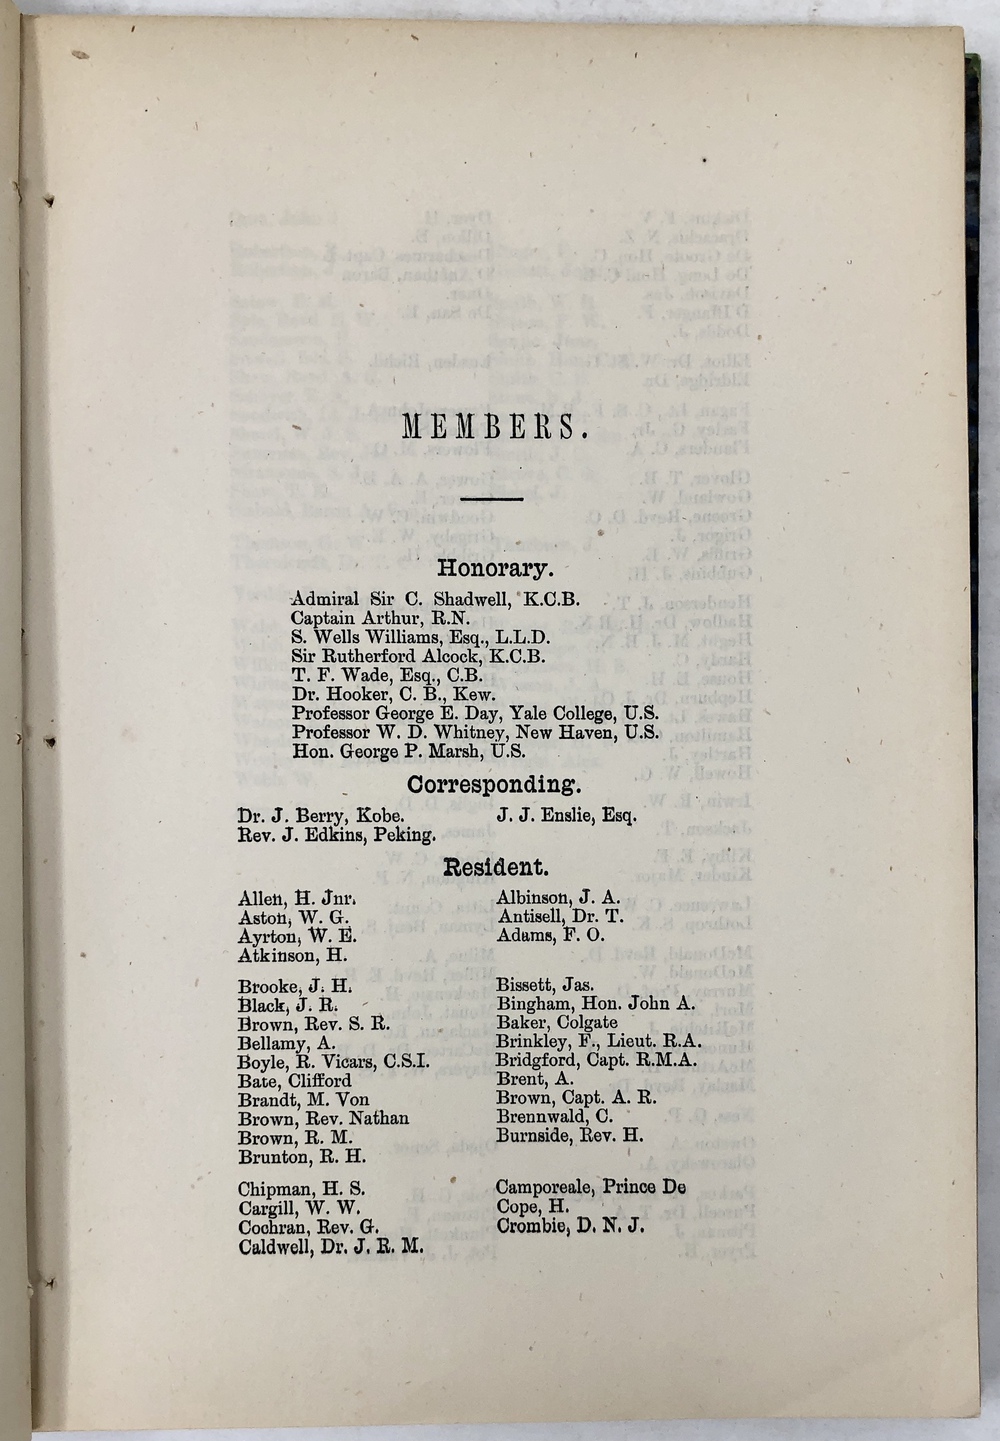 MEMBERS.
Honorary.
Admiral Sir C. Shadwell, K.C.B.
Captain Arthur, R.N.
S. Wells Williams, Esq., L.L.D.
Sir Rutherford Alcock, K.C.B.
T. F. Wade, Esq., C.B.
Dr. Hooker, C. B., Kew.
Professor George E. Day, Yale College, U.S.
Professor W. D. Whitney, New Haven, U.S.
Hon. George P. Marsh, U.S.
Corresponding.
Dr. J. Berry, Kobe.
Rev. J. Edkins, Peking.
J. J. Enslie, Esq.
Resident.
Allen, H. Jnr.
Aston, W. G.
Ayrton, W. E.
Atkinson, H.
Albinson, J. A.
Antisell, Dr. T.
Adams, F. O.
Brooke, J. H.
Black, J. R.
Brown, Rev. S. R.
Bellamy, A.
Boyle, R. Vicars, C.S.I.
Bate, Clifford
Brandt, M. Von
Brown, Rev. Nathan
Brown, R. M.
Brunton, R. H.
Bissett, Jas.
Bingham, Hon. John A.
Baker, Colgate
Brinkley, F., Lieut. R.A.
Bridgford, Capt. R.M.A.
Brent, A.
Brown, Capt. A. R.
Brennwald, C.
Burnside, Rev. H.
Chipman, H. S.
Cargill, W. W.
Cochran, Rev. G.
Caldwell, Dr. J. R. M.
Camporeale, Prince De
Cope, H.
Crombie, D. N. J.